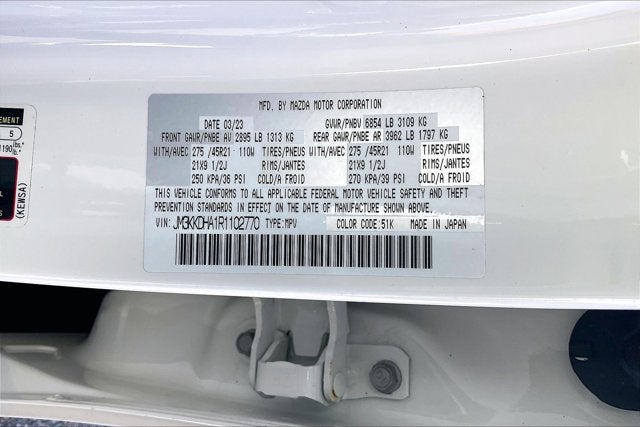 EMENT
5
190 lbs.
(KEWSA)
MFD. BY MAZDA MOTOR CORPORATION
DATE 03/23 GVWR/PNBV 6854 LB 3109 KG
FRONT GAWR/PNBE AV 2895 LB 1313 KG REAR GAWR/PNBE AR 3962 LB 1797 KG
WITH/AVEC 275 /45R21 110W TIRES/PNEUS WITH/AVEC 275 /45R21 110W TIRES/PNEUS
21X9 1/2J RIMS/JANTES 21X9 1/2J RIMS/JANTES
250 KPA/36 PSI COLD/A FROID 270 KPA/39 PSI COLD/A FROID
THIS VEHICLE CONFORMS TO ALL APPLICABLE FEDERAL MOTOR VEHICLE SAFETY AND THEFT
PREVENTION STANDARDS IN EFFECT ON THE DATE OF MANUFACTURE SHOWN ABOVE.
VIN: JM3KKDHA1R1102770 TYPE:MPV COLOR CODE:51K MADE IN JAPAN